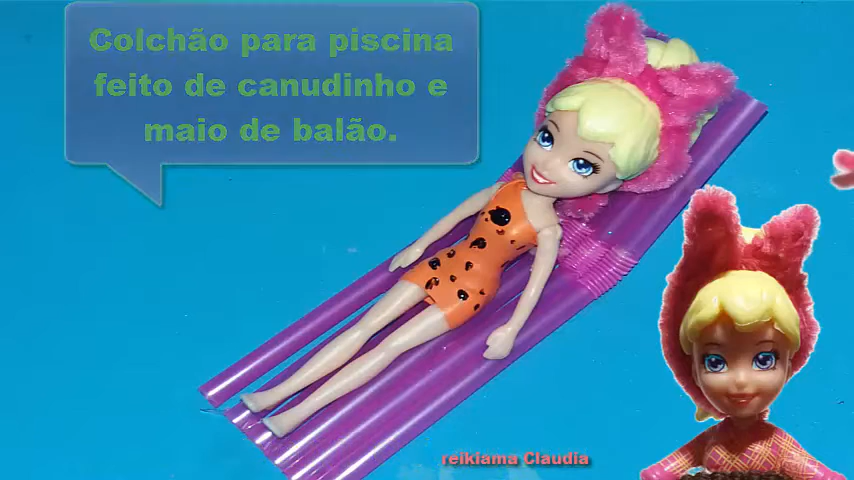 Colchão para piscina
feito de canudinho e
maio de balão.
reikiama Claudia